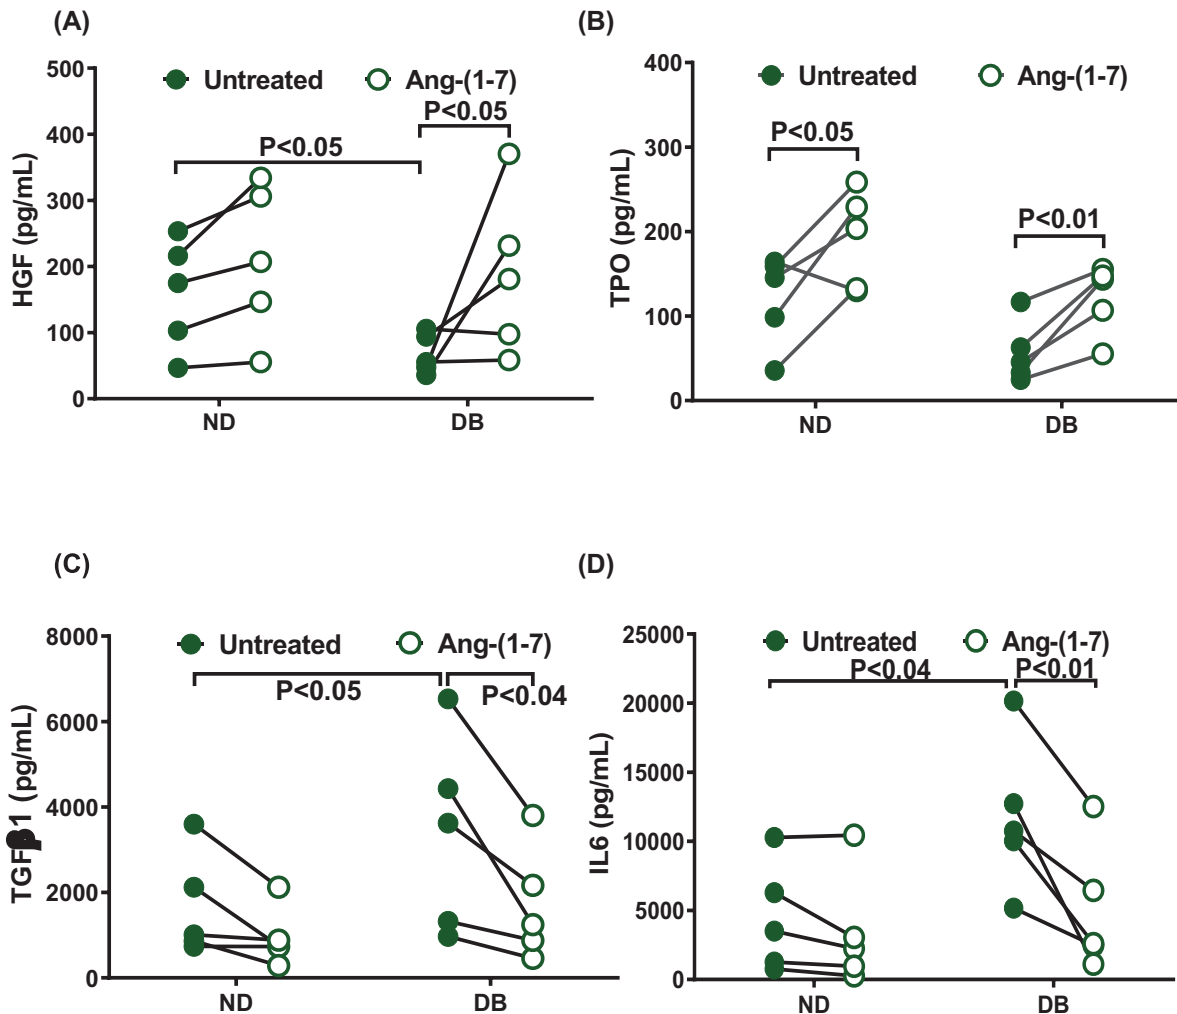 (A)
500
400
300
200
100
0
HGF (pg/mL)
Untreated
Ang-(1-7)
P<0.05
P<0.05
ND
DB
(B)
400
300
200
100
0
TPO (pg/mL)
Untreated
Ang-(1-7)
P<0.05
P<0.01
ND
DB
(C)
8000
6000
4000
2000
0
TGFβ1 (pg/mL)
Untreated
Ang-(1-7)
P<0.05
P<0.04
ND
DB
(D)
25000
20000
15000
10000
5000
0
IL6 (pg/mL)
Untreated
Ang-(1-7)
P<0.04
P<0.01
ND
DB